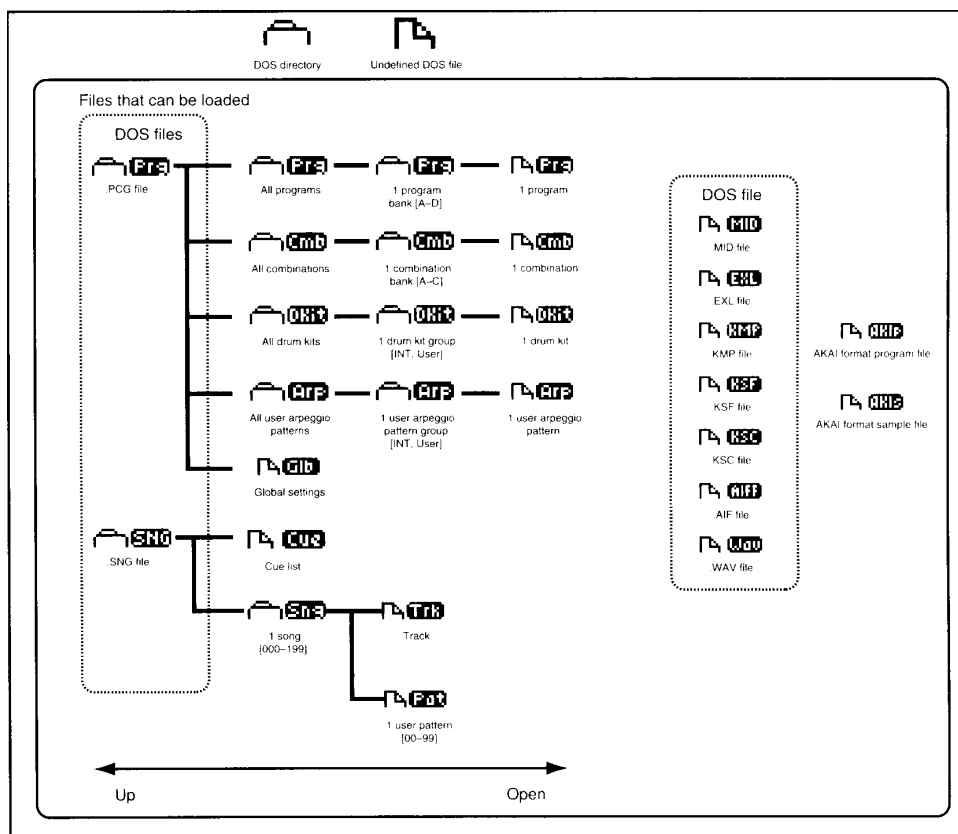 DOS directory
Undefined DOS file
Files that can be loaded
DOS files
Prg
.PCG file
Prg
All programs
Prg
1 program
bank [A–D]
Prg
1 program
Cmb
All combinations
Cmb
1 combination
bank [A–C]
Cmb
1 combination
DKit
All drum kits
DKit
1 drum kit group
[INT, User]
DKit
1 drum kit
Arp
All user arpeggio
patterns
Arp
1 user arpeggio
pattern group
[INT, User]
Arp
1 user arpeggio
pattern
Glb
Global settings
SNG
.SNG file
Cue
Cue list
Sng
1 song
[000–199]
Trk
Track
Pat
1 user pattern
[00–99]
Up
Open
DOS file
MID
MID file
EXL
.EXL file
KMP
KMP file
KSF
KSF file
KSC
KSC file
AIFF
.AIF file
Wav
.WAV file
AKAI format program file
AKAI format sample file